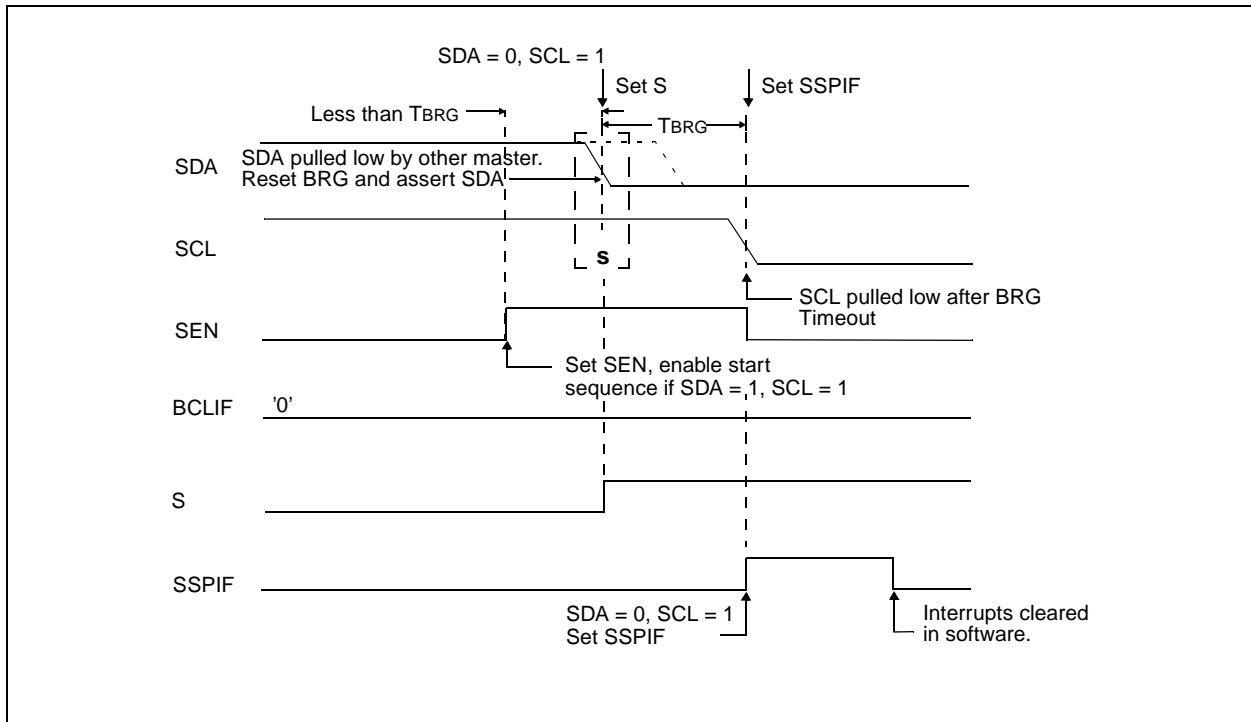 SDA = 0, SCL = 1
Set S
Set SSPIF
Less than TBRG
TBRG
SDA
SDA pulled low by other master.
Reset BRG and assert SDA
SCL
s
SCL pulled low after BRG
Timeout
SEN
Set SEN, enable start
sequence if SDA = 1, SCL = 1
BCLIF
'0'
S
SSPIF
SDA = 0, SCL = 1
Set SSPIF
Interrupts cleared
in software.